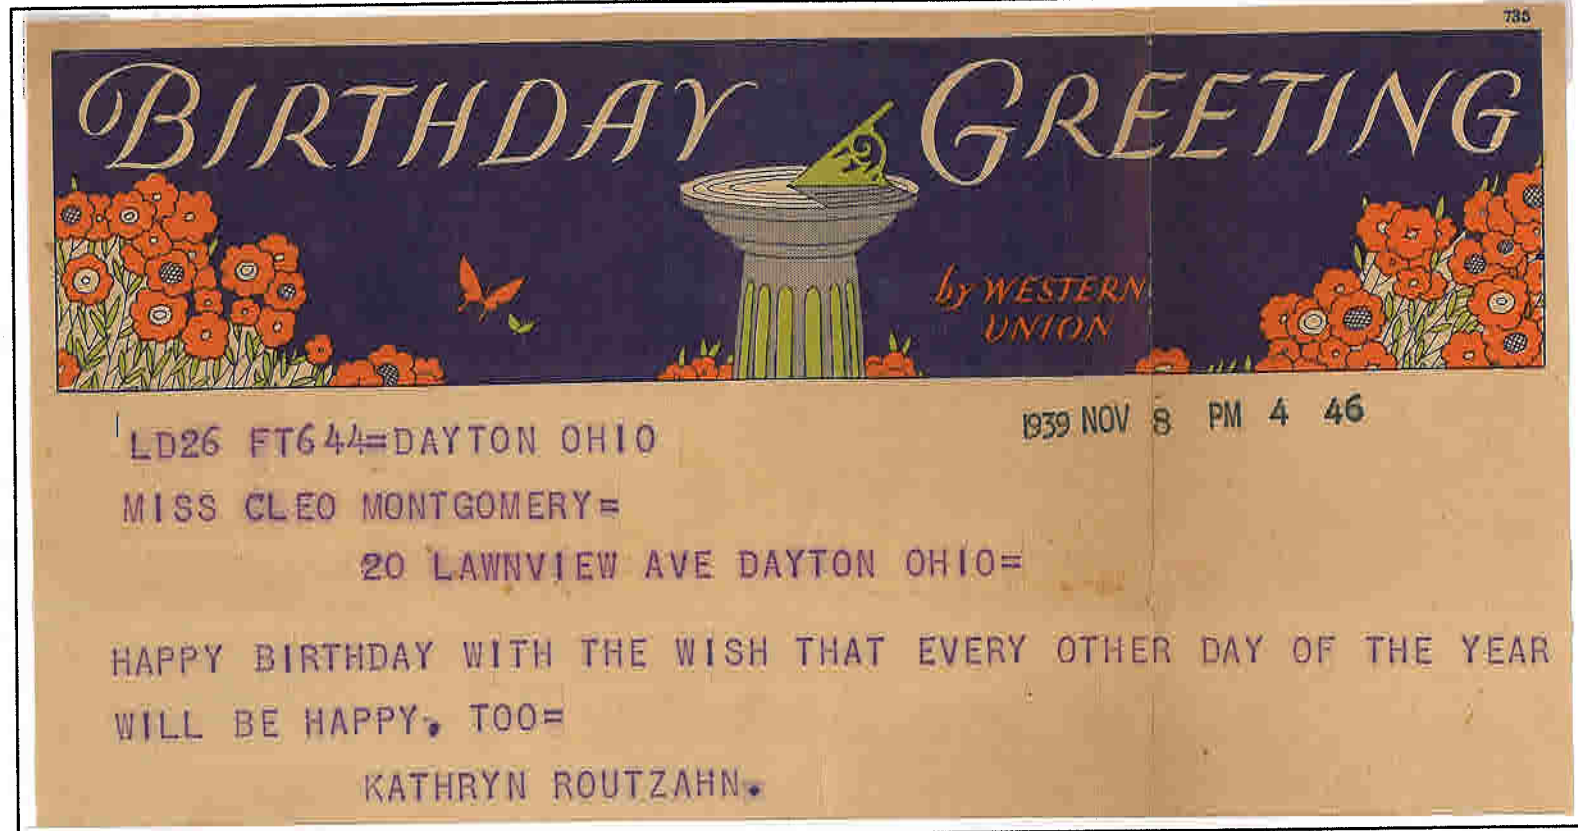 735
BIRTHDAY GREETING
by WESTERN
UNION
1939 NOV 8 PM 4 46
LD26 FT644=DAYTON OHIO
MISS CLEO MONTGOMERY=
20 LAWNVIEW AVE DAYTON OHIO=
HAPPY BIRTHDAY WITH THE WISH THAT EVERY OTHER DAY OF THE YEAR
WILL BE HAPPY, TOO=
KATHRYN ROUTZAHN.